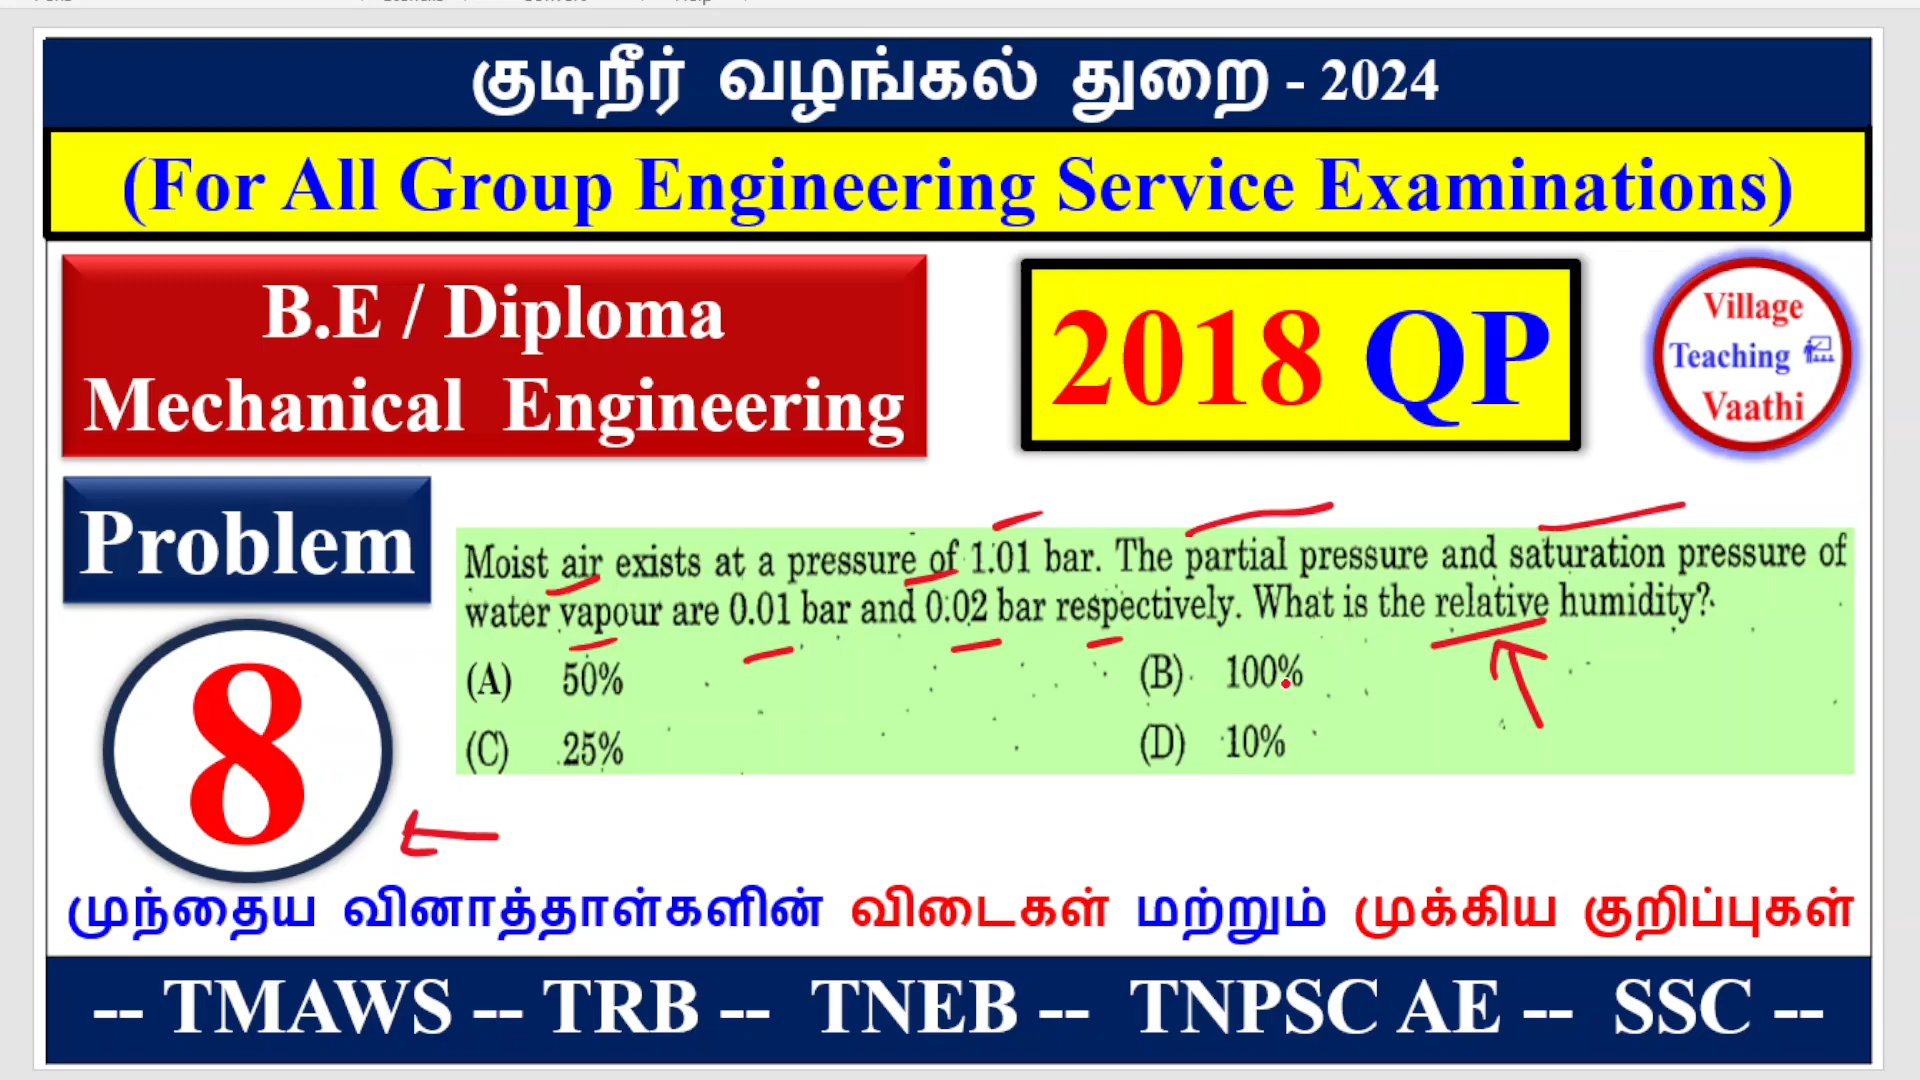 குடிநீர் வழங்கல் துறை - 2024
(For All Group Engineering Service Examinations)
B.E / Diploma
Mechanical Engineering
2018 QP
Village
Teaching
Vaathi
Problem
8
Moist air exists at a pressure of 1.01 bar. The partial pressure and saturation pressure of
water vapour are 0.01 bar and 0.02 bar respectively. What is the relative humidity?
(A) 50%
(B) 100%
(C) 25%
(D) 10%
முந்தைய வினாத்தாள்களின் விடைகள் மற்றும் முக்கிய குறிப்புகள்
-- TMAWS -- TRB -- TNEB -- TNPSC AE -- SSC --